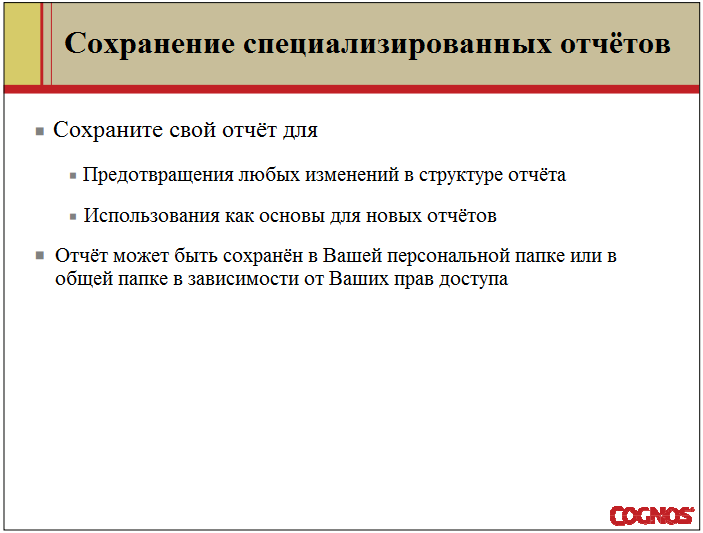 Сохранение специализированных отчётов
Сохраните свой отчёт для
Предотвращения любых изменений в структуре отчёта
Использования как основы для новых отчётов
Отчёт может быть сохранён в Вашей персональной папке или в
общей папке в зависимости от Ваших прав доступа
COGNOS